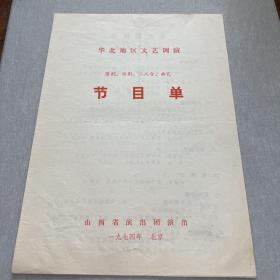 华北地区文艺调演
晋剧、话剧、二人台、曲艺
节目单
山西省演出团演出
一九七四年 北京